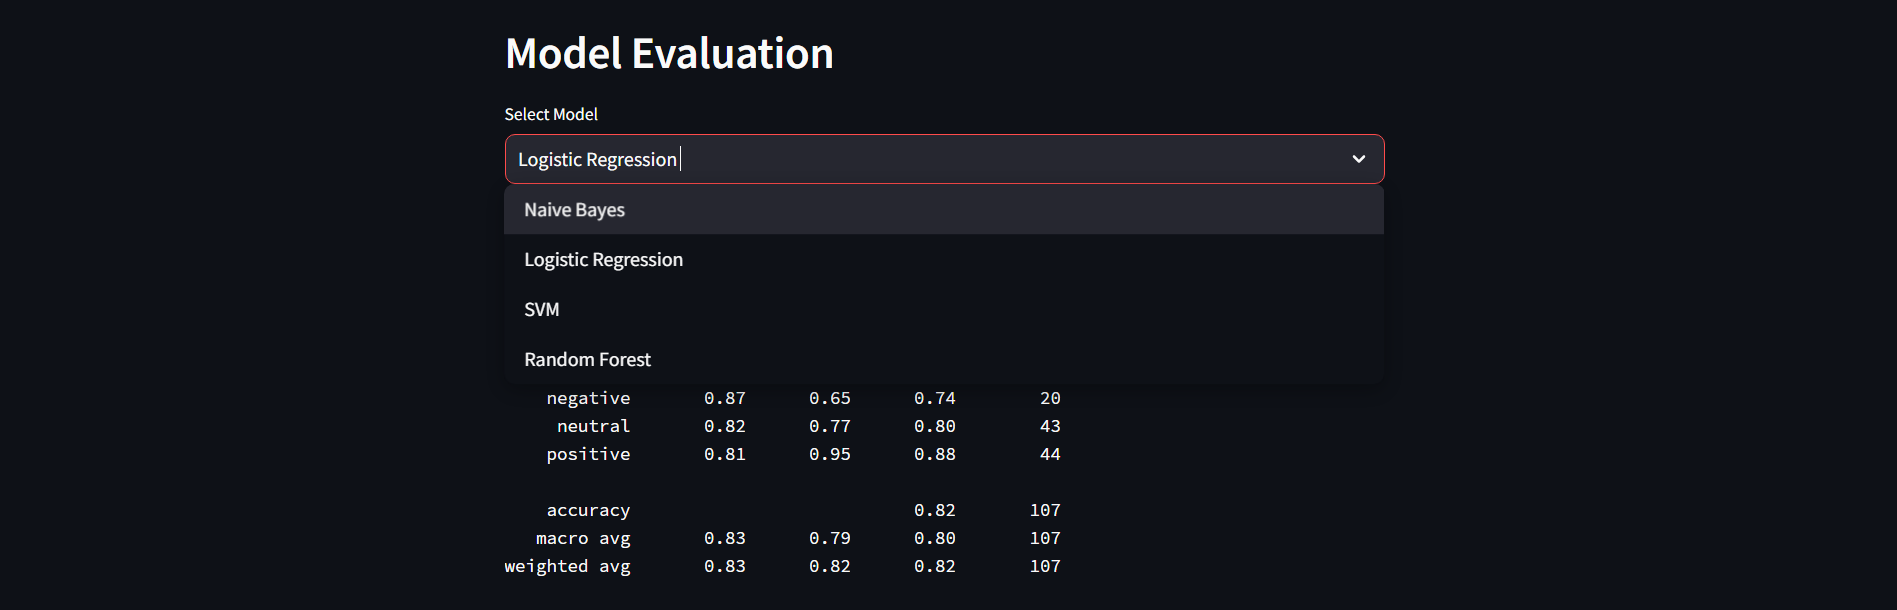 Model Evaluation
Select Model
Logistic Regression
Naive Bayes
Logistic Regression
SVM
Random Forest
negative 0.87 0.65 0.74 20
neutral 0.82 0.77 0.80 43
positive 0.81 0.95 0.88 44
accuracy 0.82 107
macro avg 0.83 0.79 0.80 107
weighted avg 0.83 0.82 0.82 107